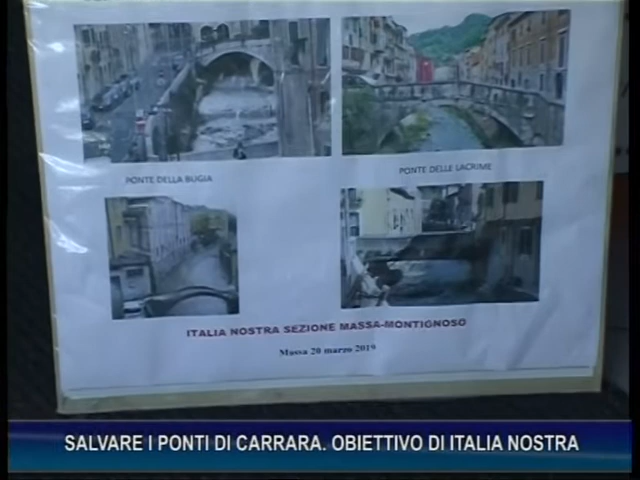 PONTE DELLA BUGIA
PONTE DELLE LACRIME
ITALIA NOSTRA SEZIONE MASSA-MONTIGNOSO
Massa 20 marzo 2019
SALVARE I PONTI DI CARRARA. OBIETTIVO DI ITALIA NOSTRA